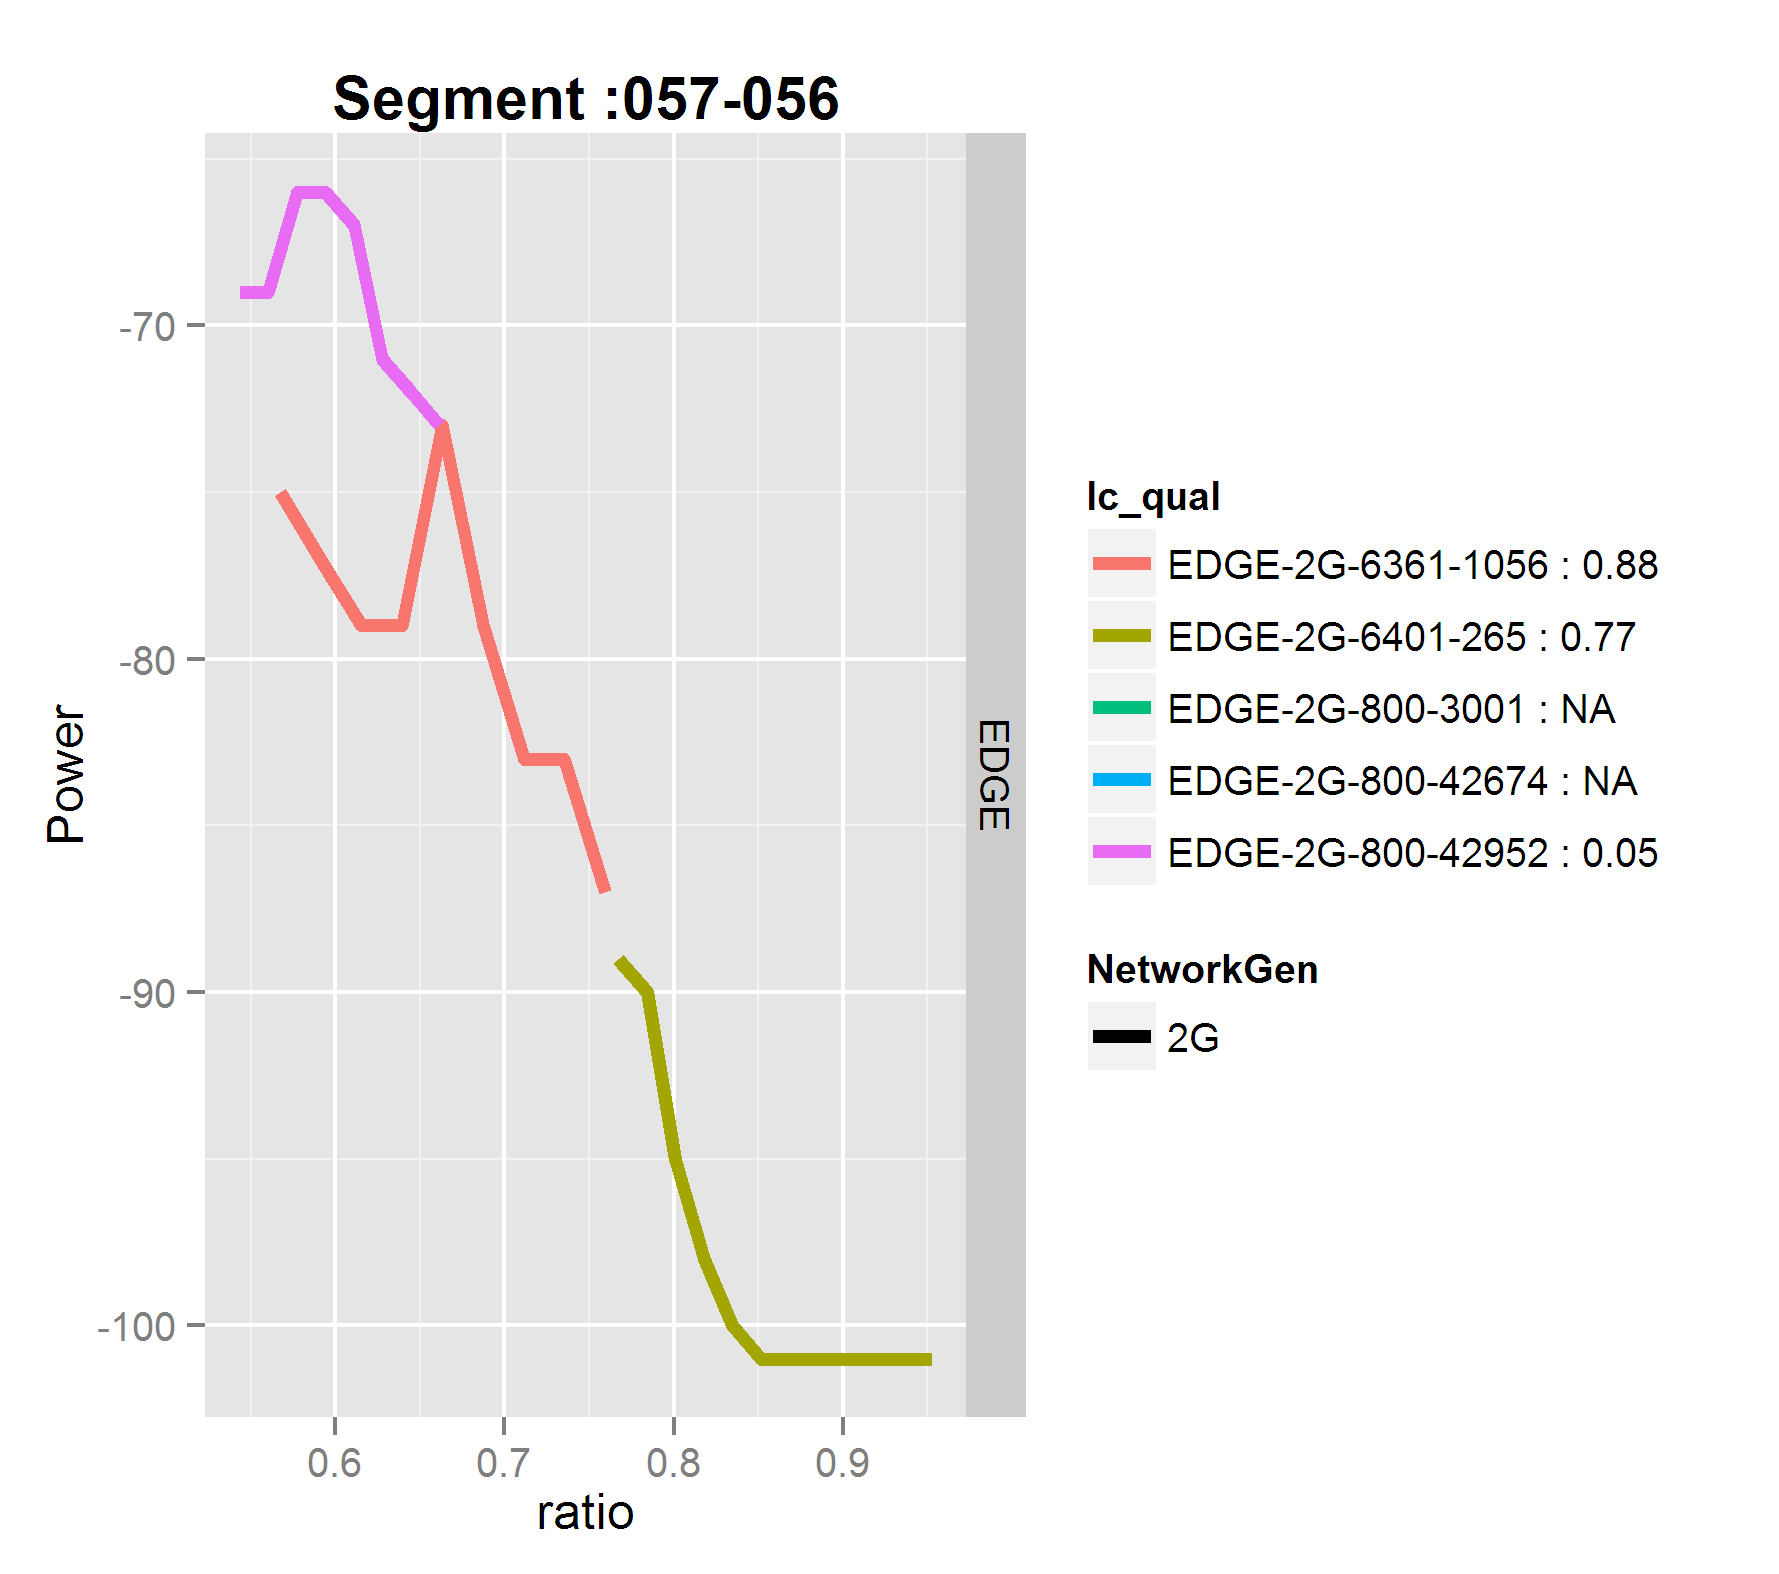 Segment :057-056
Power
-70
-80
-90
-100
0.6 0.7 0.8 0.9
ratio
EDGE
lc_qual
EDGE-2G-6361-1056 : 0.88
EDGE-2G-6401-265 : 0.77
EDGE-2G-800-3001 : NA
EDGE-2G-800-42674 : NA
EDGE-2G-800-42952 : 0.05
NetworkGen
2G